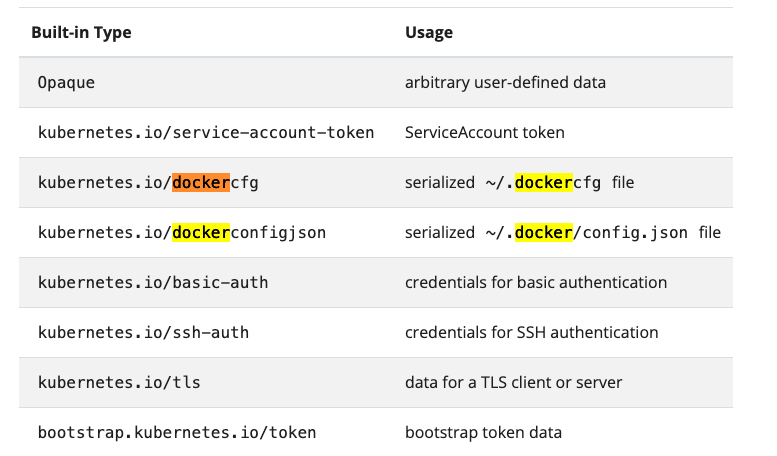 Built-in Type Usage
Opaque arbitrary user-defined data
kubernetes.io/service-account-token ServiceAccount token
kubernetes.io/dockercfg serialized ~/.dockercfg file
kubernetes.io/dockerconfigjson serialized ~/.docker/config.json file
kubernetes.io/basic-auth credentials for basic authentication
kubernetes.io/ssh-auth credentials for SSH authentication
kubernetes.io/tls data for a TLS client or server
bootstrap.kubernetes.io/token bootstrap token data